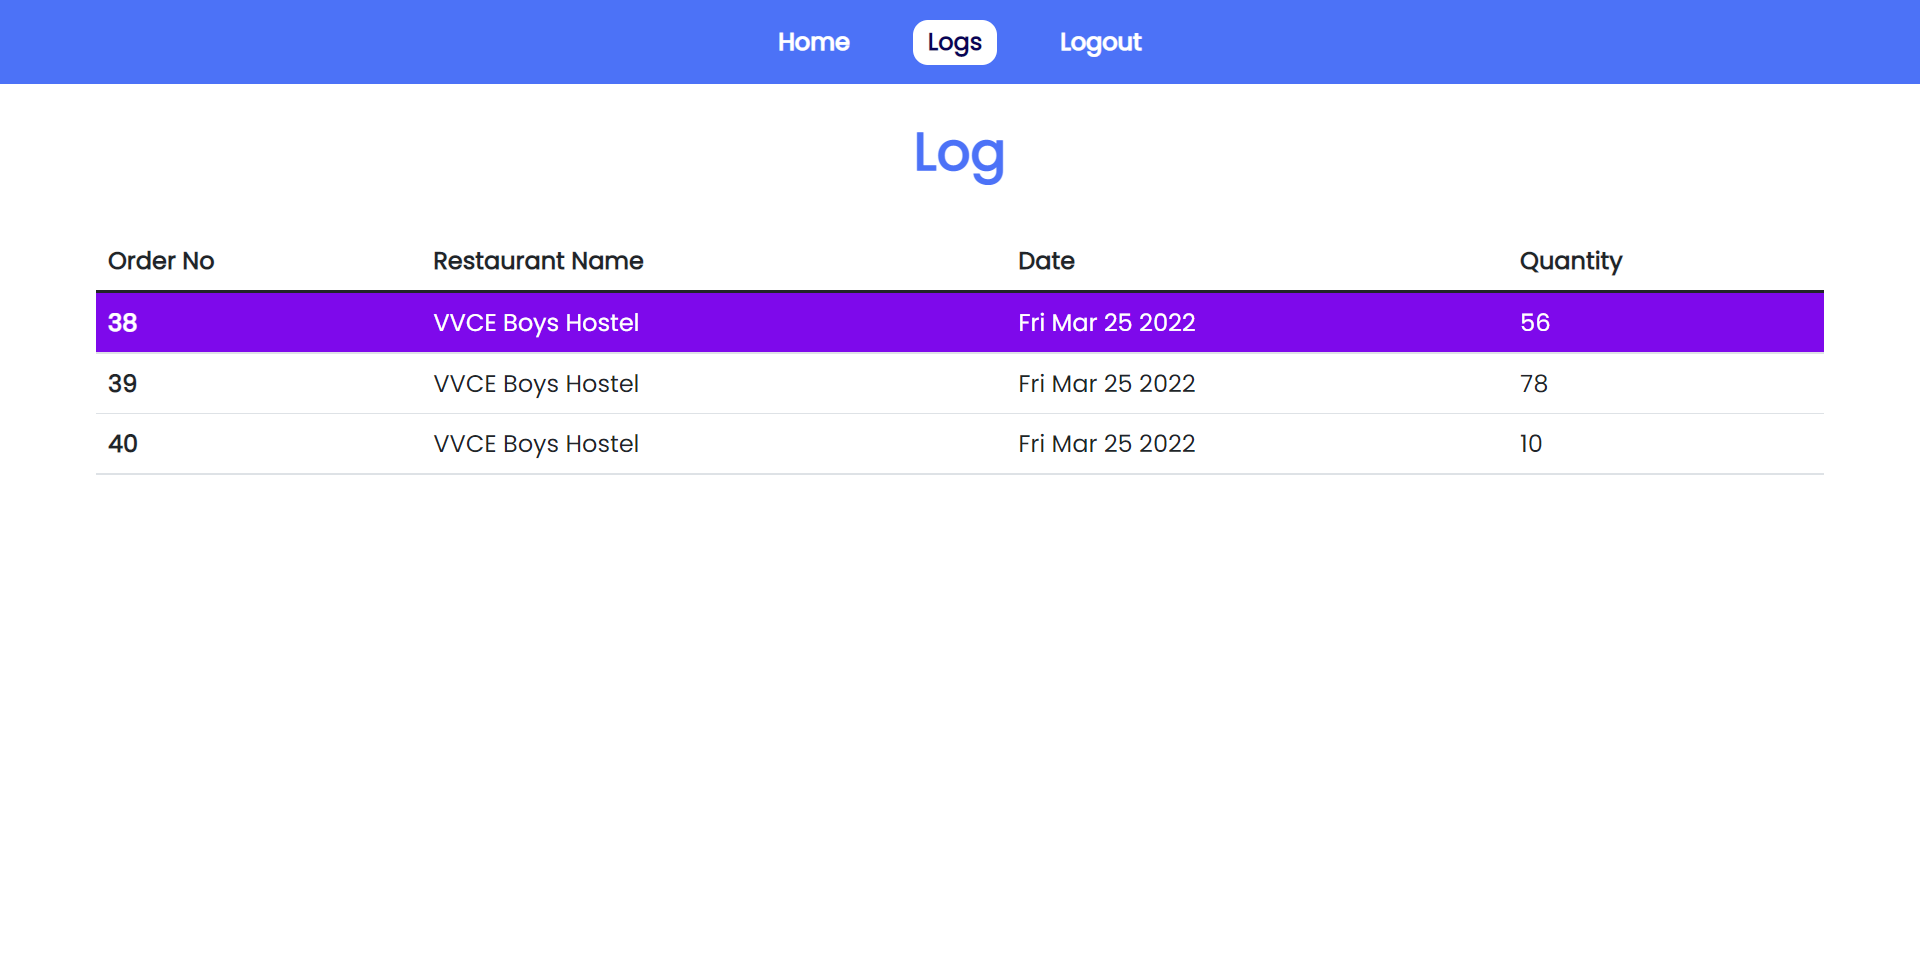 Home Logs Logout
Log
Order No Restaurant Name Date Quantity
38 VVCE Boys Hostel Fri Mar 25 2022 56
39 VVCE Boys Hostel Fri Mar 25 2022 78
40 VVCE Boys Hostel Fri Mar 25 2022 10